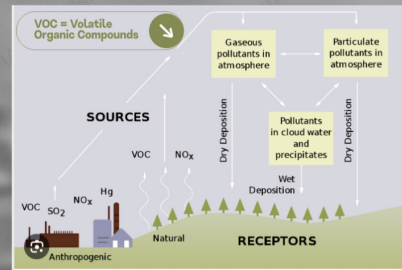 VOC = Volatile
Organic Compounds
Gaseous
pollutants in
atmosphere
Particulate
pollutants in
atmosphere
SOURCES
Pollutants
in cloud water
and
precipitates
Dry Deposition
Dry Deposition
Wet
Deposition
VOC
NOx
VOC
SO2
NOx
Hg
Natural
Anthropogenic
RECEPTORS